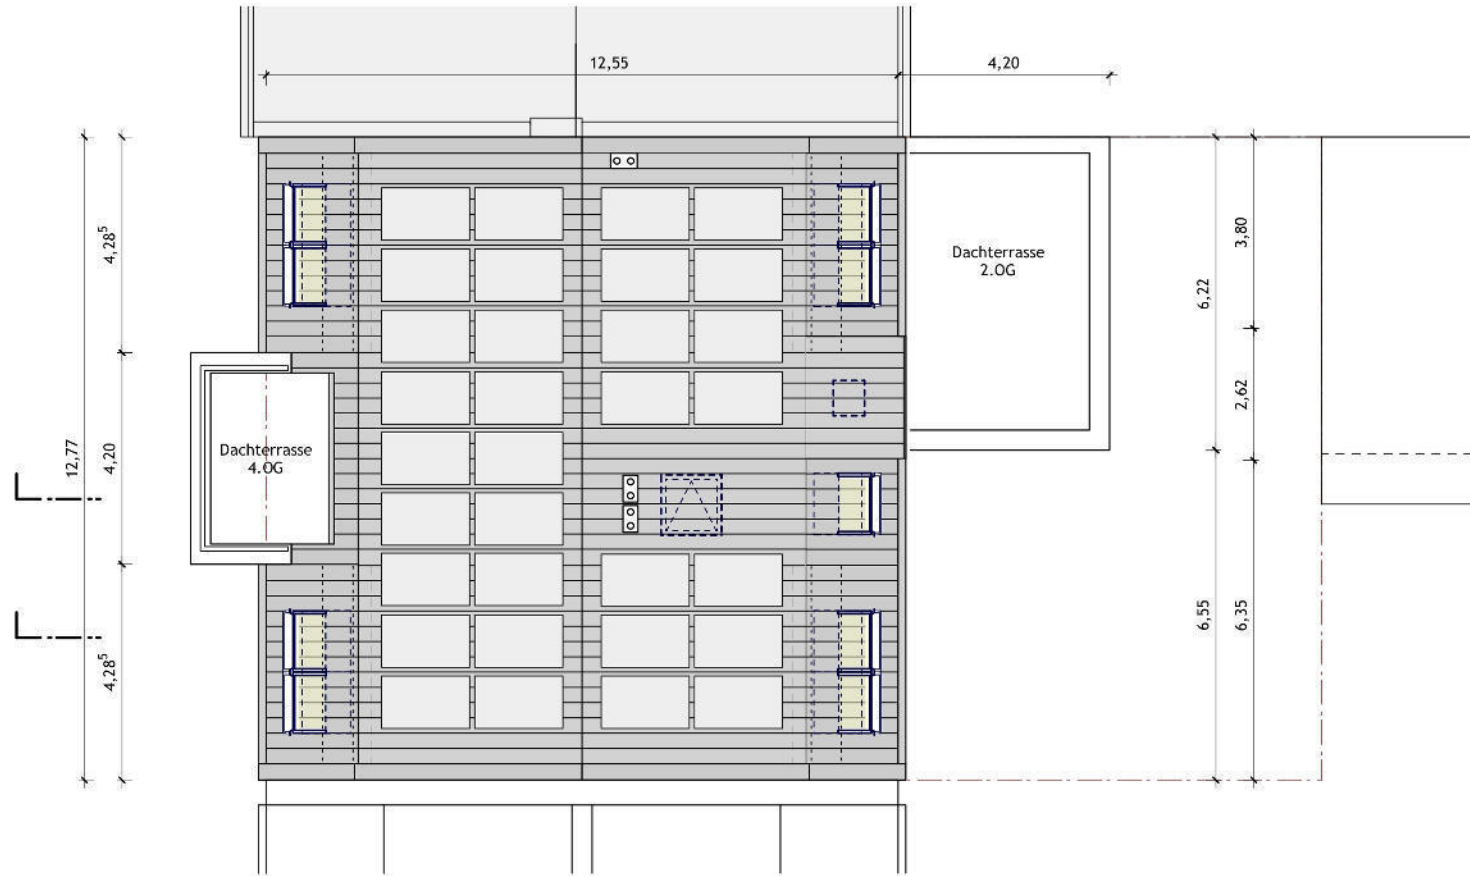 12,55
4,20
4,28⁵
3,80
Dachterrasse
2.OG
6,22
2,62
12,77
4,20
Dachterrasse
4.OG
6,55
6,35
4,28⁵